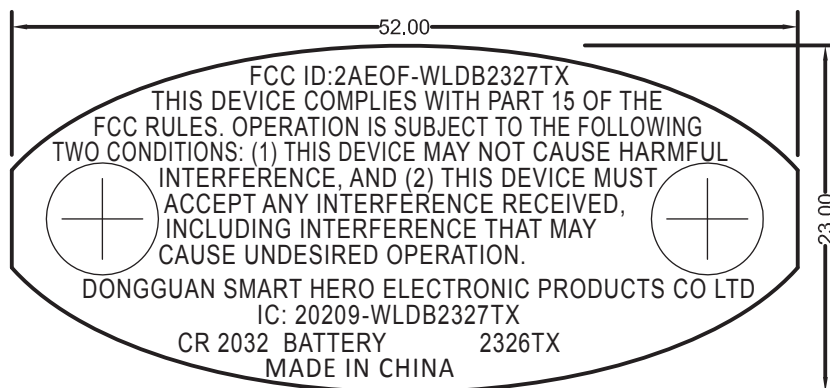 52.00
FCC ID:2AEOF-WLDB2327TX
THIS DEVICE COMPLIES WITH PART 15 OF THE
FCC RULES. OPERATION IS SUBJECT TO THE FOLLOWING
TWO CONDITIONS: (1) THIS DEVICE MAY NOT CAUSE HARMFUL
INTERFERENCE, AND (2) THIS DEVICE MUST
ACCEPT ANY INTERFERENCE RECEIVED,
INCLUDING INTERFERENCE THAT MAY
CAUSE UNDESIRED OPERATION.
23.00
DONGGUAN SMART HERO ELECTRONIC PRODUCTS CO LTD
IC: 20209-WLDB2327TX
CR 2032 BATTERY 2326TX
MADE IN CHINA